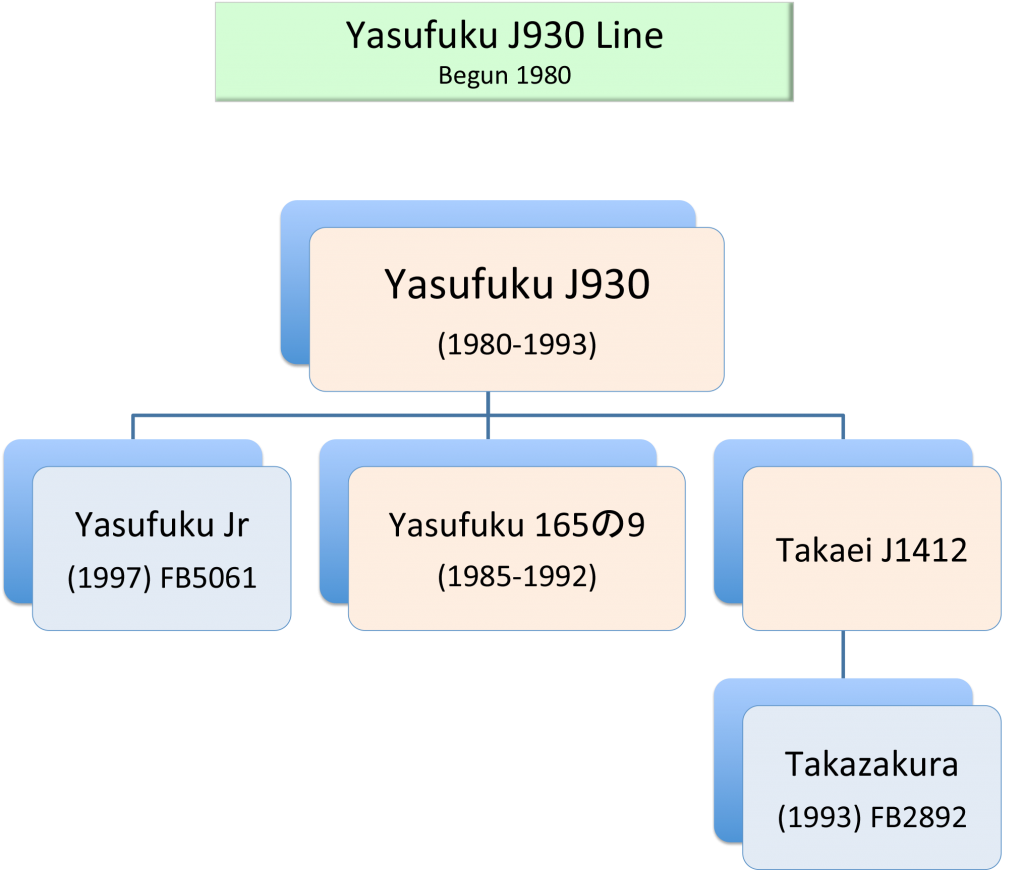 Yasufuku J930 Line
Begun 1980
Yasufuku J930
(1980-1993)
Yasufuku Jr
(1997) FB5061
Yasufuku 165の9
(1985-1992)
Takaei J1412
Takazakura
(1993) FB2892